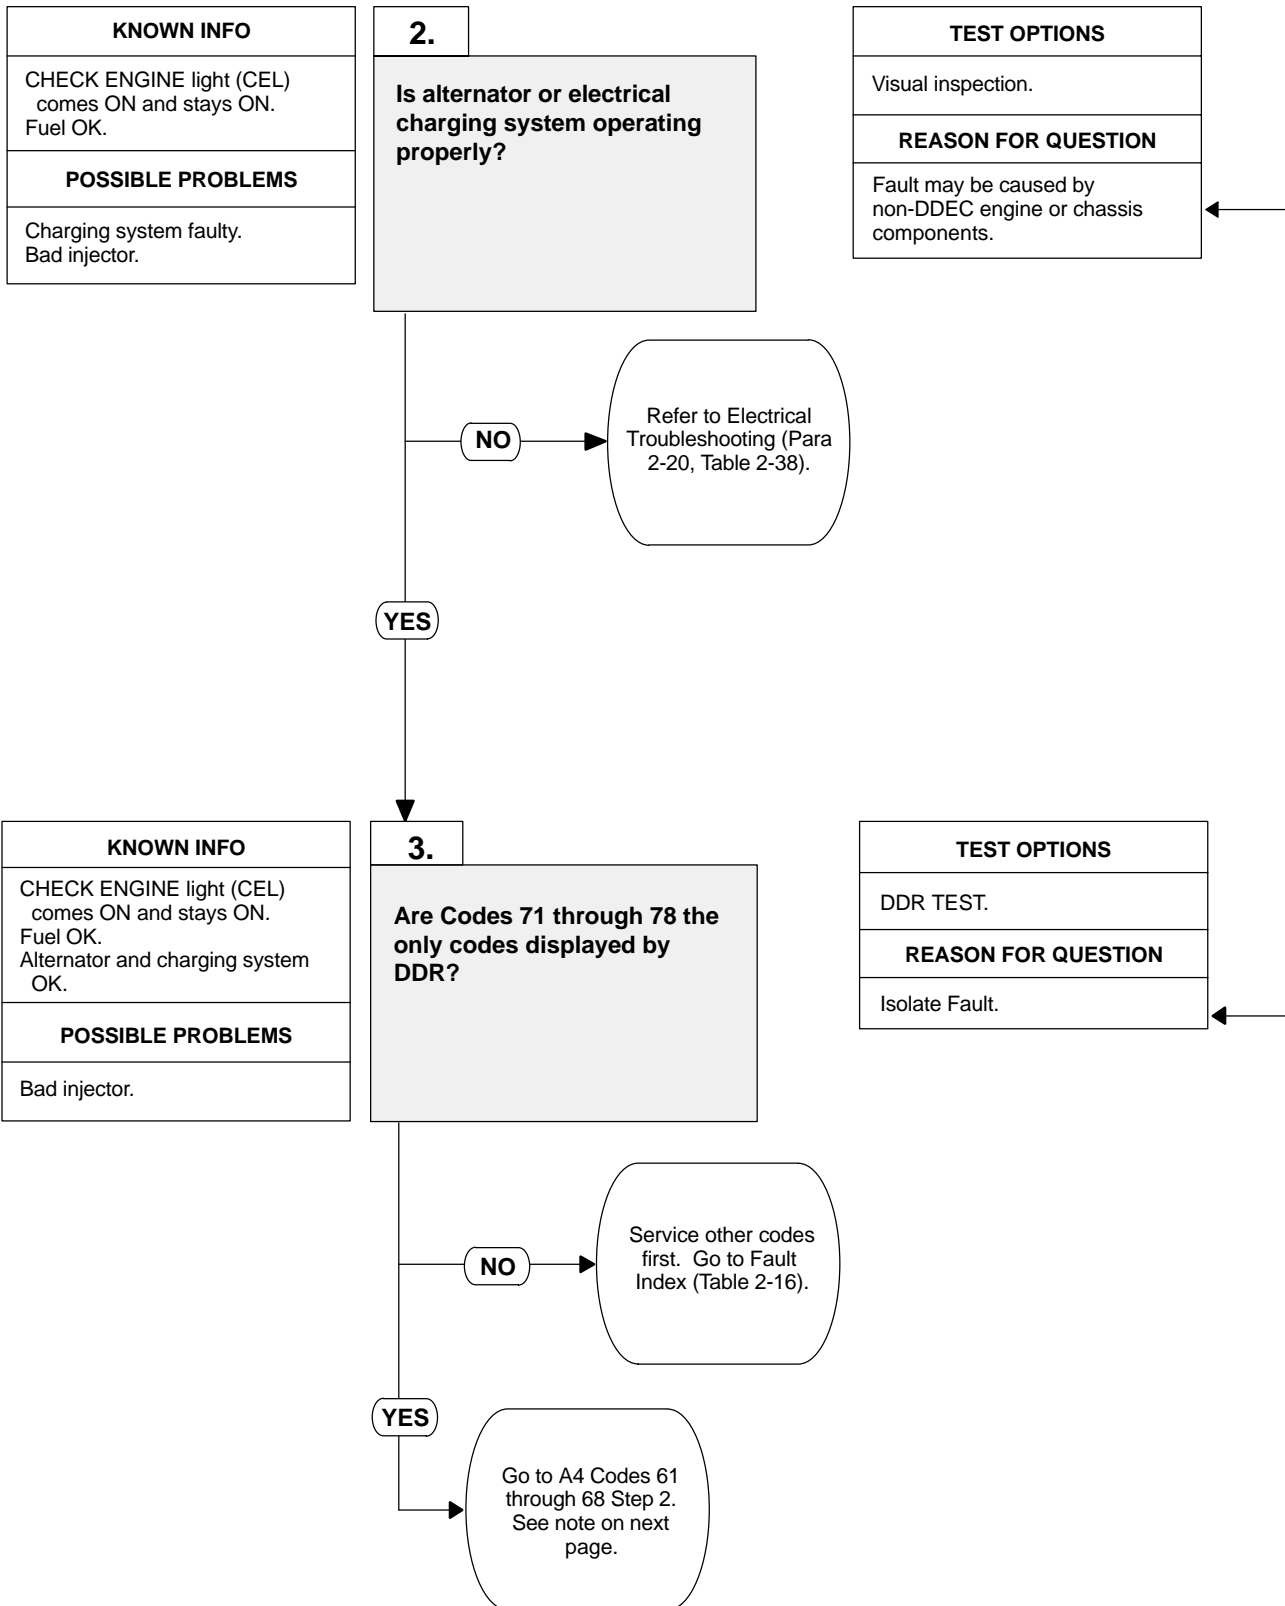 KNOWN INFO
CHECK ENGINE light (CEL)
comes ON and stays ON.
Fuel OK.
POSSIBLE PROBLEMS
Charging system faulty.
Bad injector.
2.
Is alternator or electrical
charging system operating
properly?
TEST OPTIONS
Visual inspection.
REASON FOR QUESTION
Fault may be caused by
non-DDEC engine or chassis
components.
NO
Refer to Electrical
Troubleshooting (Para
2-20, Table 2-38).
YES
KNOWN INFO
CHECK ENGINE light (CEL)
comes ON and stays ON.
Fuel OK.
Alternator and charging system
OK.
POSSIBLE PROBLEMS
Bad injector.
3.
Are Codes 71 through 78 the
only codes displayed by
DDR?
TEST OPTIONS
DDR TEST.
REASON FOR QUESTION
Isolate Fault.
NO
Service other codes
first. Go to Fault
Index (Table 2-16).
YES
Go to A4 Codes 61
through 68 Step 2.
See note on next
page.